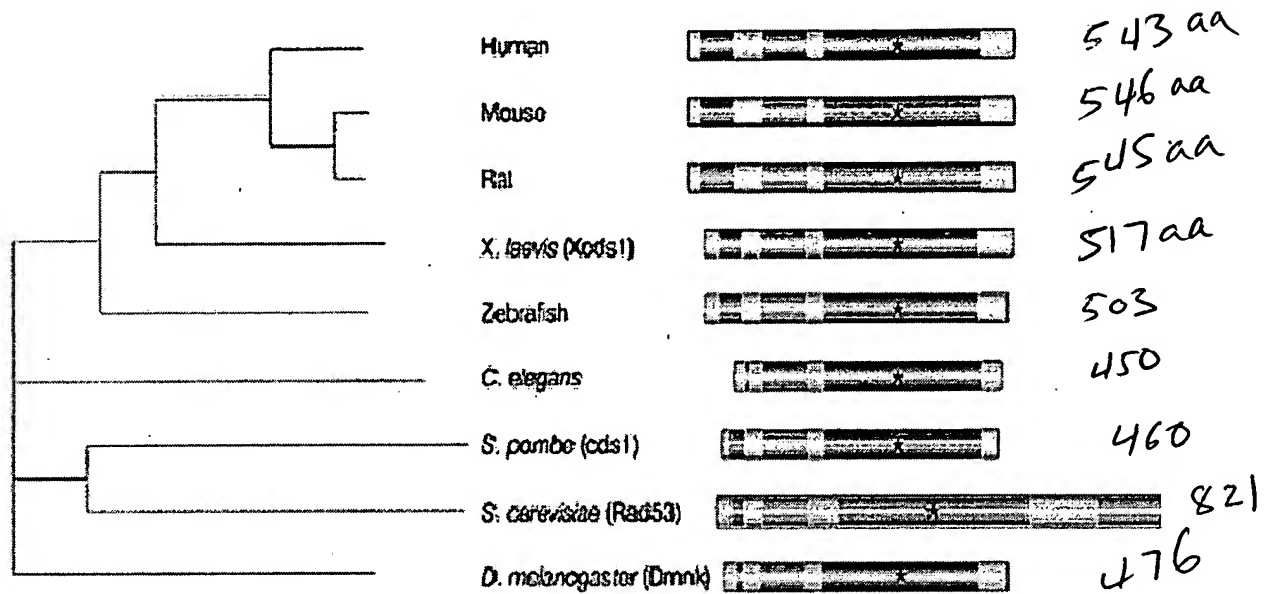 Human 543 aa
Mouse 546 aa
Rat 545 aa
X. laevis (Xcds1) 517 aa
Zebrafish 503
C. elegans 450
S. pombe (cds1) 460
S. cerevisiae (Rad53) 821
D. melanogaster (Dmnk) 476